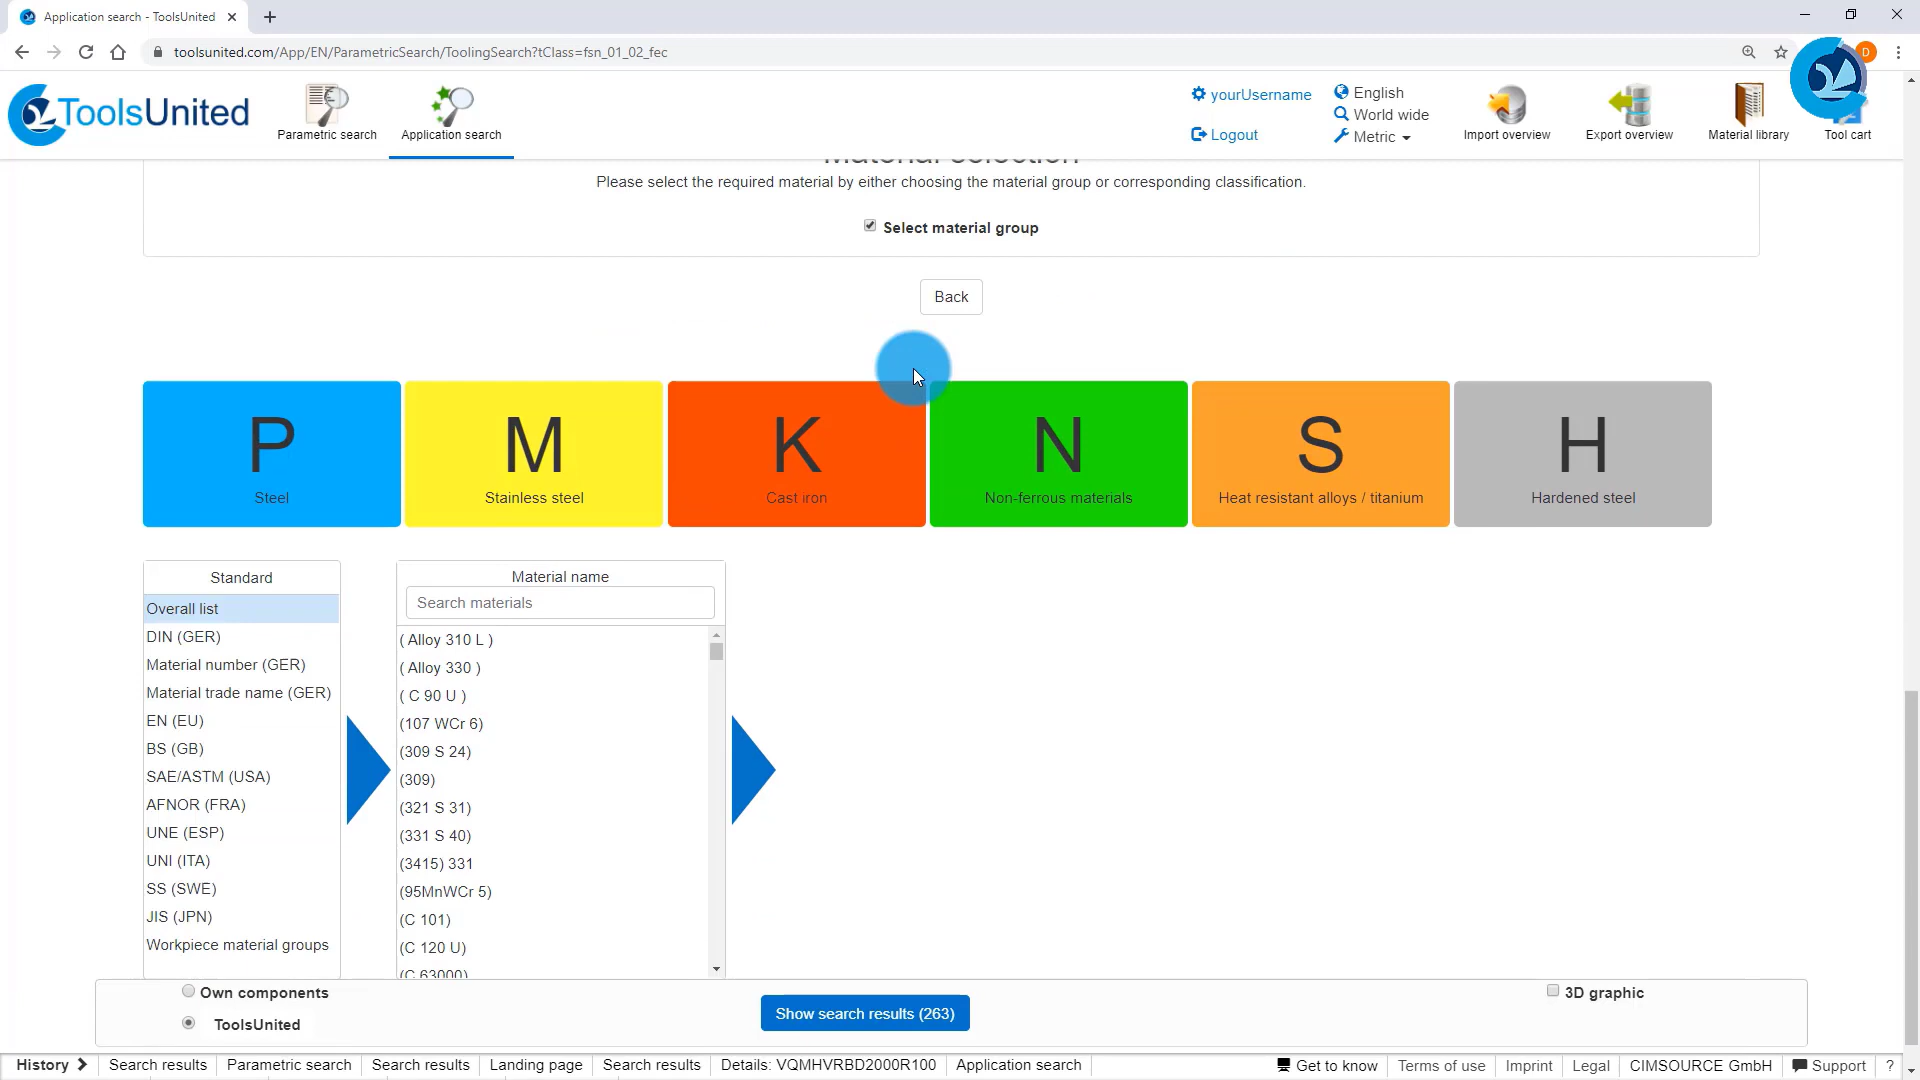 Application search - ToolsUnited
toolsunited.com/App/EN/ParametricSearch/ToolingSearch?tClass=fsn_01_02_fec
D
ToolsUnited
Parametric search
Application search
yourUsername
Logout
English
World wide
Metric
Import overview
Export overview
Material library
Tool cart
Material selection
Please select the required material by either choosing the material group or corresponding classification.
Select material group
Back
P
Steel
M
Stainless steel
K
Cast iron
N
Non-ferrous materials
S
Heat resistant alloys / titanium
H
Hardened steel
Standard
Overall list
DIN (GER)
Material number (GER)
Material trade name (GER)
EN (EU)
BS (GB)
SAE/ASTM (USA)
AFNOR (FRA)
UNE (ESP)
UNI (ITA)
SS (SWE)
JIS (JPN)
Workpiece material groups
Material name
Search materials
( Alloy 310 L )
( Alloy 330 )
( C 90 U )
(107 WCr 6)
(309 S 24)
(309)
(321 S 31)
(331 S 40)
(3415) 331
(95MnWCr 5)
(C 101)
(C 120 U)
(C 63000)
Own components
ToolsUnited
Show search results (263)
3D graphic
History
Search results
Parametric search
Search results
Landing page
Search results
Details: VQMHVRBD2000R100
Application search
Get to know
Terms of use
Imprint
Legal
CIMSOURCE GmbH
Support
?